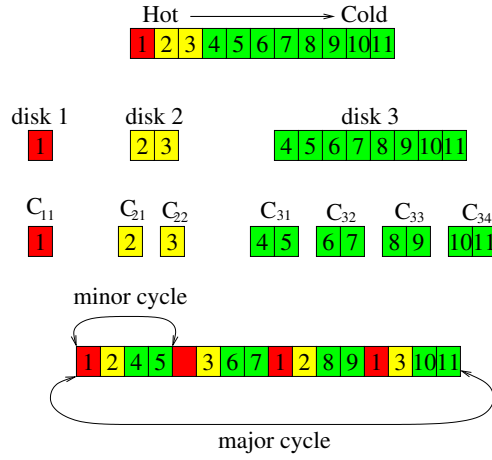 Hot Cold
1 2 3 4 5 6 7 8 9 10 11
disk 1 disk 2 disk 3
1 2 3 4 5 6 7 8 9 10 11
C11 C21 C22 C31 C32 C33 C34
1 2 3 4 5 6 7 8 9 10 11
minor cycle
1 2 4 5 3 6 7 1 2 8 9 1 3 10 11
major cycle